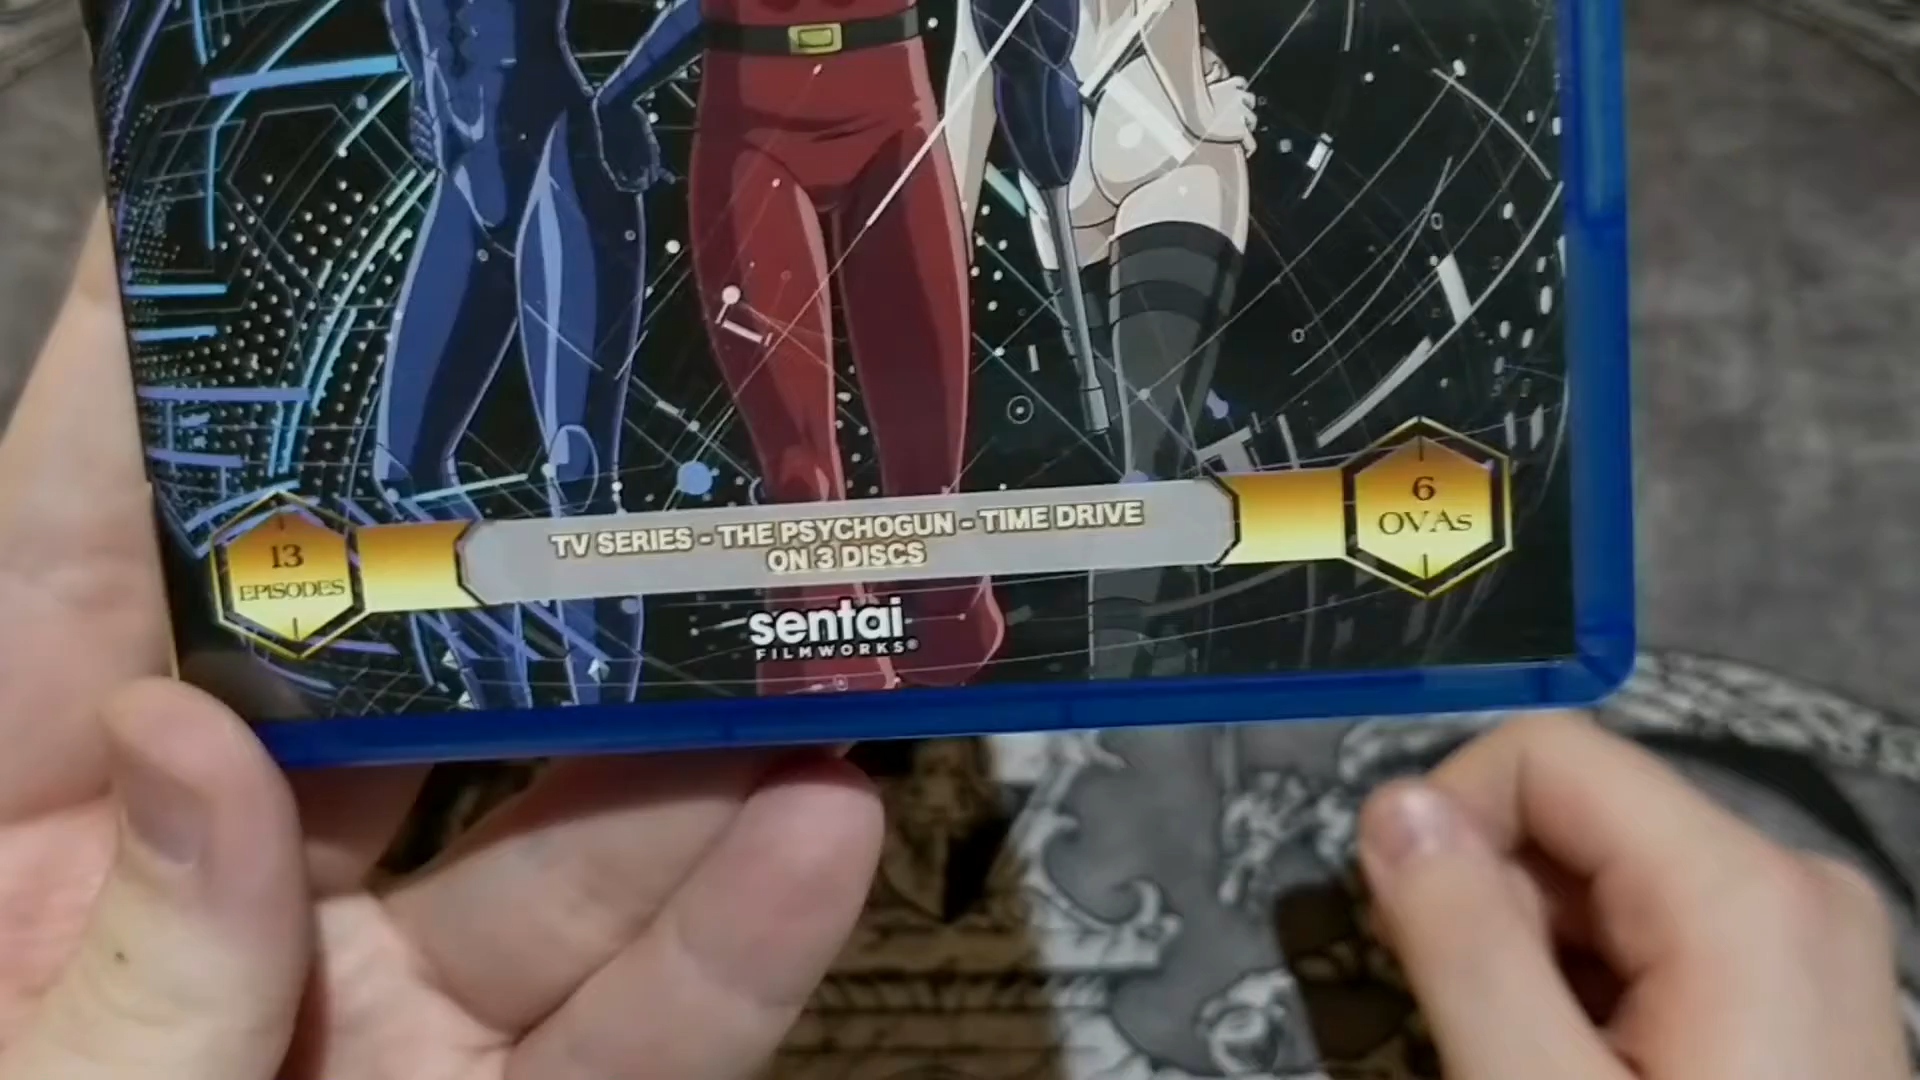 13
EPISODES
TV SERIES - THE PSYCHOGUN - TIME DRIVE
ON 3 DISCS
6
OVAs
sentai
FILMWORKS®